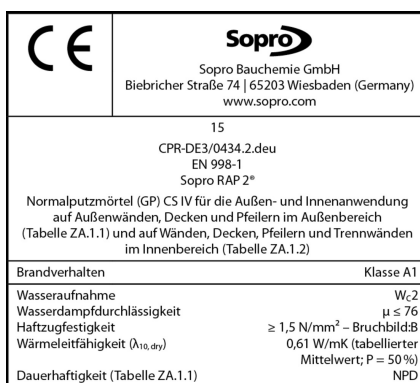 CE
Sopro
Sopro Bauchemie GmbH
Biebricher Straße 74 | 65203 Wiesbaden (Germany)
www.sopro.com
15
CPR-DE3/0434.2.deu
EN 998-1
Sopro RAP 2®
Normalputzmörtel (GP) CS IV für die Außen- und Innenanwendung
auf Außenwänden, Decken und Pfeilern im Außenbereich
(Tabelle ZA.1.1) und auf Wänden, Decken, Pfeilern und Trennwänden
im Innenbereich (Tabelle ZA.1.2)
Brandverhalten Klasse A1
Wasseraufnahme W꜀2
Wasserdampfdurchlässigkeit μ ≤ 76
Haftzugfestigkeit ≥ 1,5 N/mm² – Bruchbild:B
Wärmeleitfähigkeit (λ10, dry) 0,61 W/mK (tabellierter
Mittelwert; P = 50 %)
Dauerhaftigkeit (Tabelle ZA.1.1) NPD